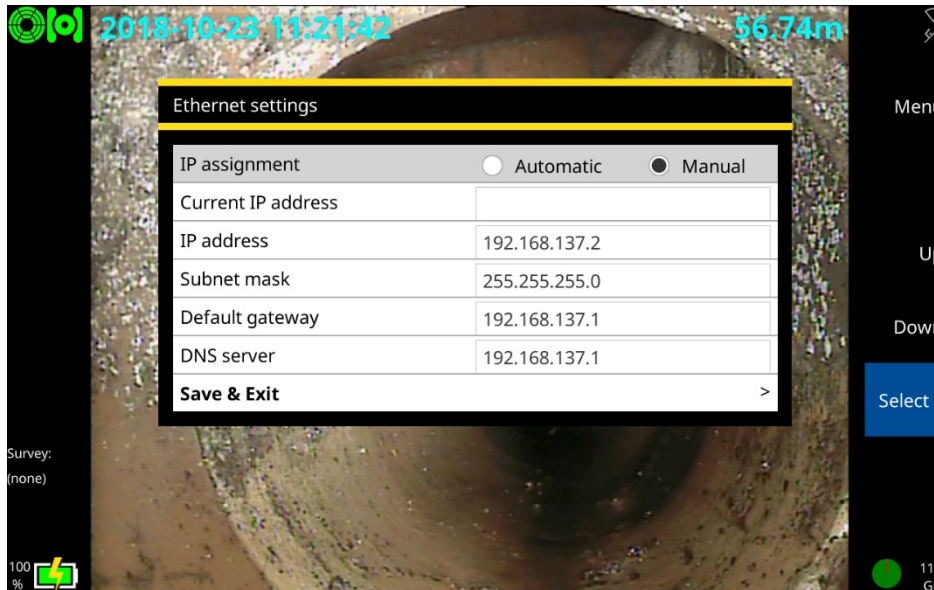 2018-10-23 11:21:42
56.74m
Ethernet settings
Menu
IP assignment Automatic Manual
Current IP address
IP address 192.168.137.2
Subnet mask 255.255.255.0
Default gateway 192.168.137.1
DNS server 192.168.137.1
Save & Exit >
Up
Down
Select
Survey:
(none)
100
%
11
G